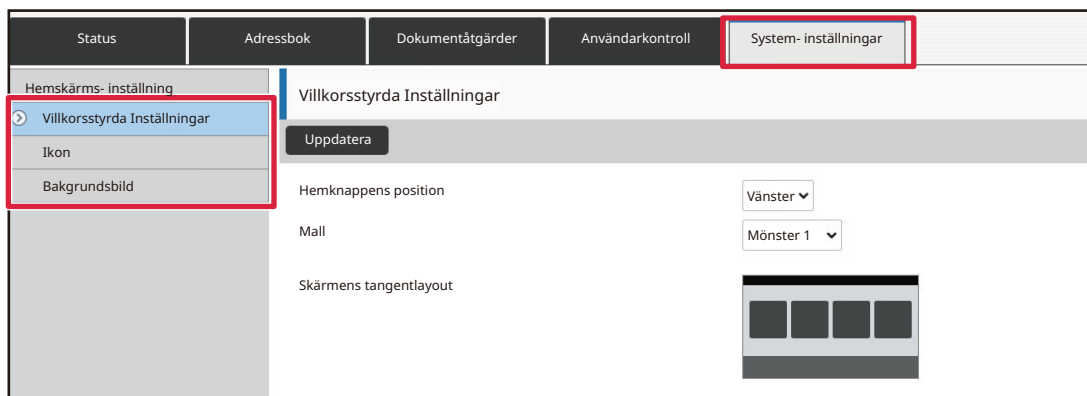 Status
Adressbok
Dokumentåtgärder
Användarkontroll
System- inställningar
Hemskärms- inställning
Villkorsstyrda Inställningar
Ikon
Bakgrundsbild
Villkorsstyrda Inställningar
Uppdatera
Hemknappens position
Vänster
Mall
Mönster 1
Skärmens tangentlayout